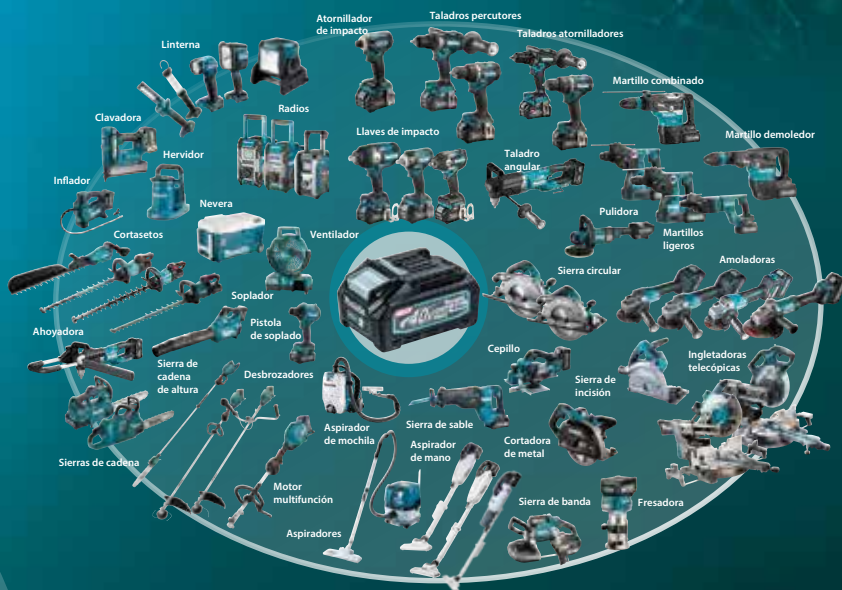 Atornillador
de impacto
Taladros percutores
Taladros atornilladores
Linterna
Martillo combinado
Radios
Clavadora
Llaves de impacto
Martillo demoledor
Hervidor
Taladro
angular
Inflador
Nevera
Pulidora
Martillos
ligeros
Cortasetos
Ventilador
Sierra circular
Amoladoras
Soplador
Ahoyadora
Pistola
de soplado
Cepillo
Ingletadoras
telecópicas
Sierra de
cadena
de altura
Desbrozadores
Sierra de
incisión
Aspirador
de mochila
Sierra de sable
Cortadora
de metal
Aspirador
de mano
Sierras de cadena
Motor
multifunción
Sierra de banda
Fresadora
Aspiradores